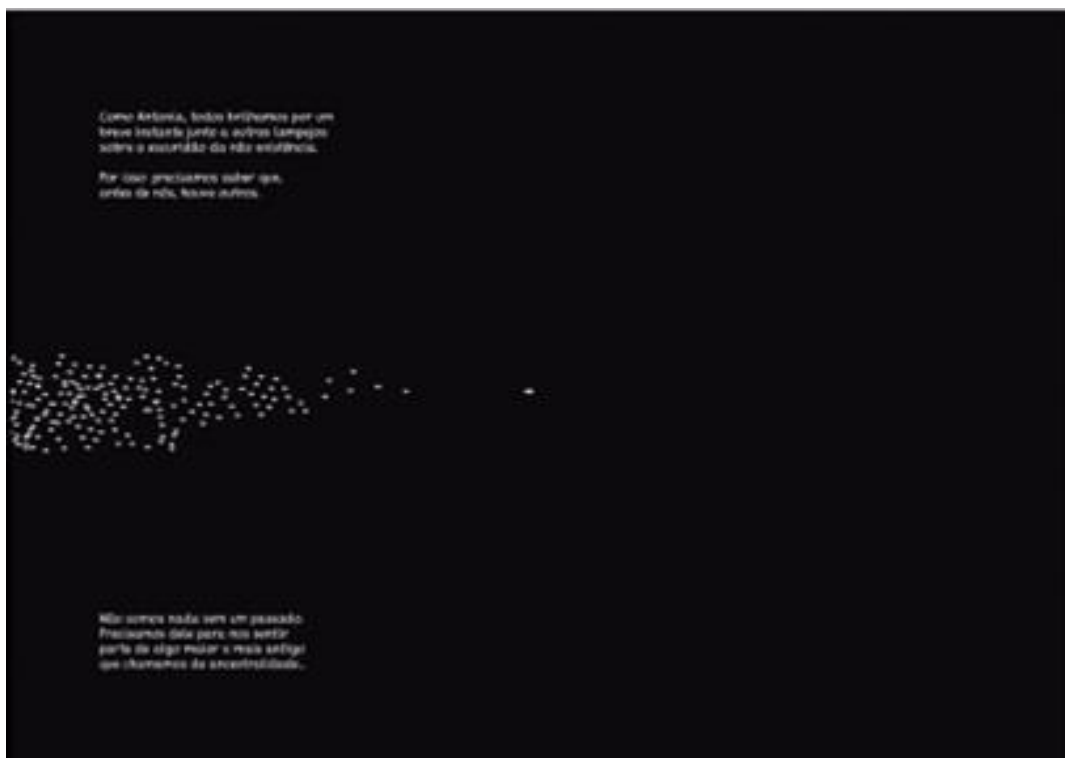 Como Antonia, todos brilhamos por um
breve instante junto a outros lampejos
sobre a escuridão da não existência.
Por isso precisamos saber que,
antes de nós, houve outros.
Não somos nada sem um passado.
Precisamos dele para nos sentir
parte de algo maior e mais antigo
que chamamos de ancestralidade.